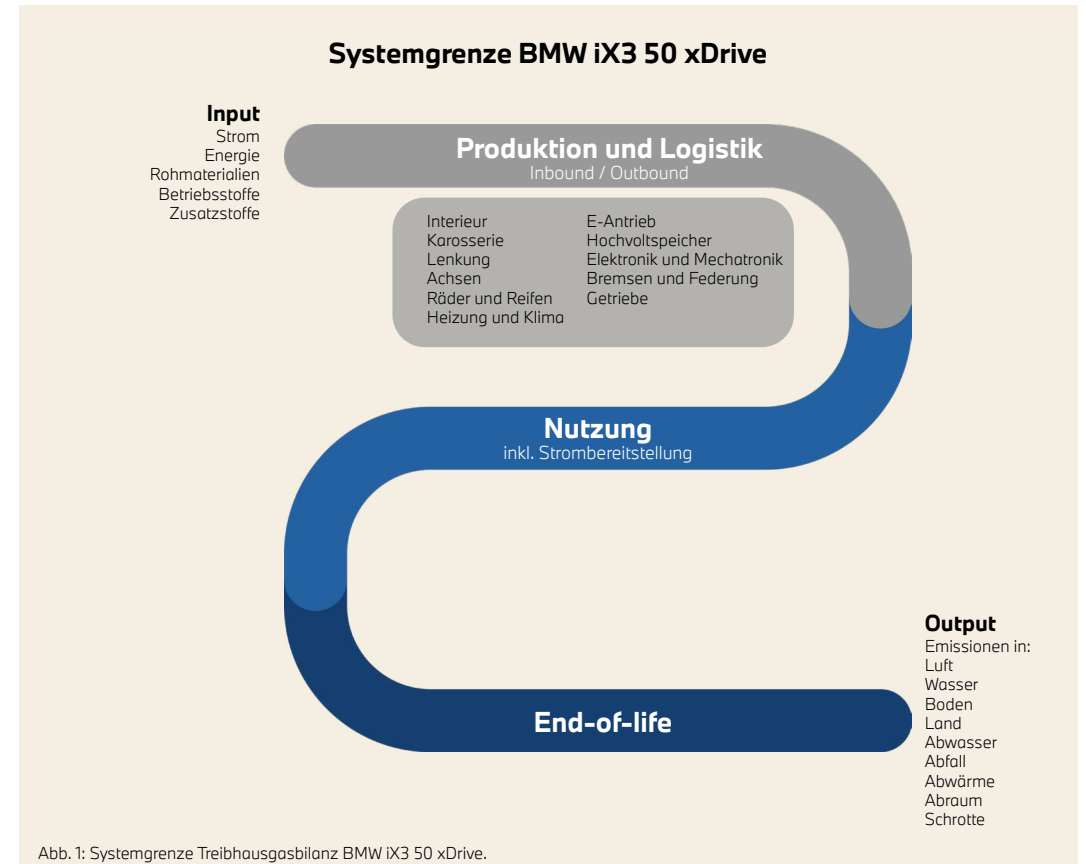 Systemgrenze BMW iX3 50 xDrive
Input
Strom
Energie
Rohmaterialien
Betriebsstoffe
Zusatzstoffe
Produktion und Logistik
Inbound / Outbound
Interieur
Karosserie
Lenkung
Achsen
Räder und Reifen
Heizung und Klima
E-Antrieb
Hochvoltspeicher
Elektronik und Mechatronik
Bremsen und Federung
Getriebe
Nutzung
inkl. Strombereitstellung
End-of-life
Output
Emissionen in:
Luft
Wasser
Boden
Land
Abwasser
Abfall
Abwärme
Abraum
Schrotte
Abb. 1: Systemgrenze Treibhausgasbilanz BMW iX3 50 xDrive.